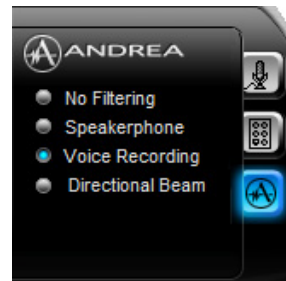 ANDREA
No Filtering
Speakerphone
Voice Recording
Directional Beam